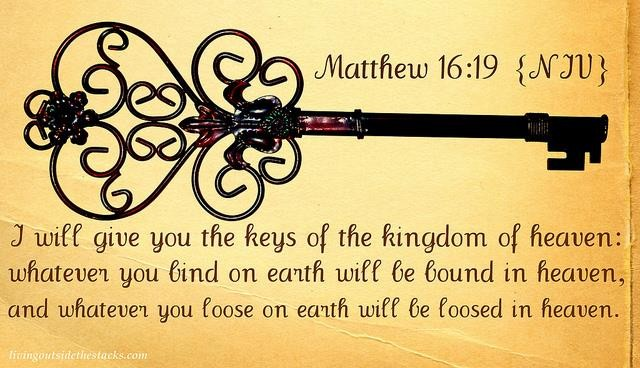 Matthew 16:19 {NIV}
I will give you the keys of the kingdom of heaven:
whatever you bind on earth will be bound in heaven,
and whatever you loose on earth will be loosed in heaven.
livingoutsidethestacks.com